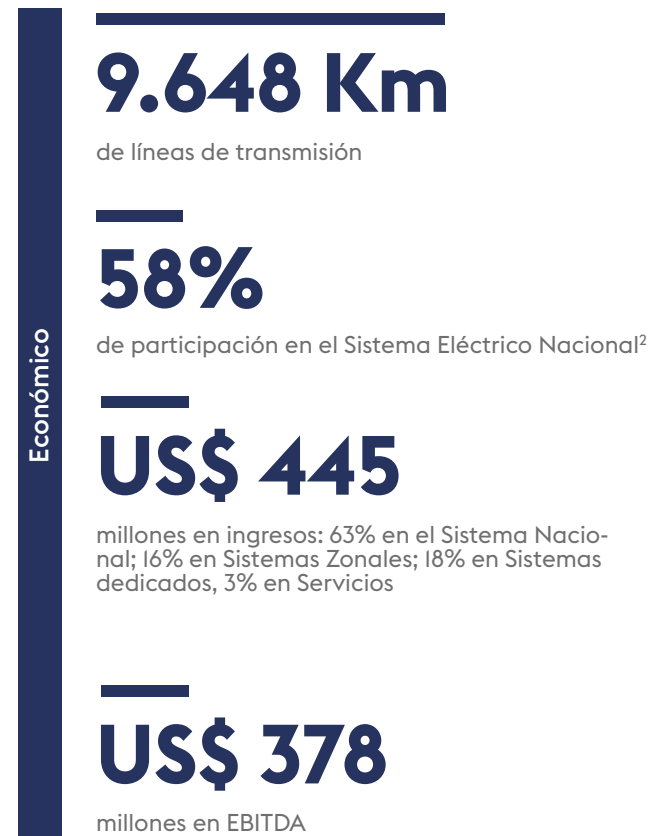 Económico
9.648 Km
de líneas de transmisión
58%
de participación en el Sistema Eléctrico Nacional²
US$ 445
millones en ingresos: 63% en el Sistema Nacio-
nal; 16% en Sistemas Zonales; 18% en Sistemas
dedicados, 3% en Servicios
US$ 378
millones en EBITDA